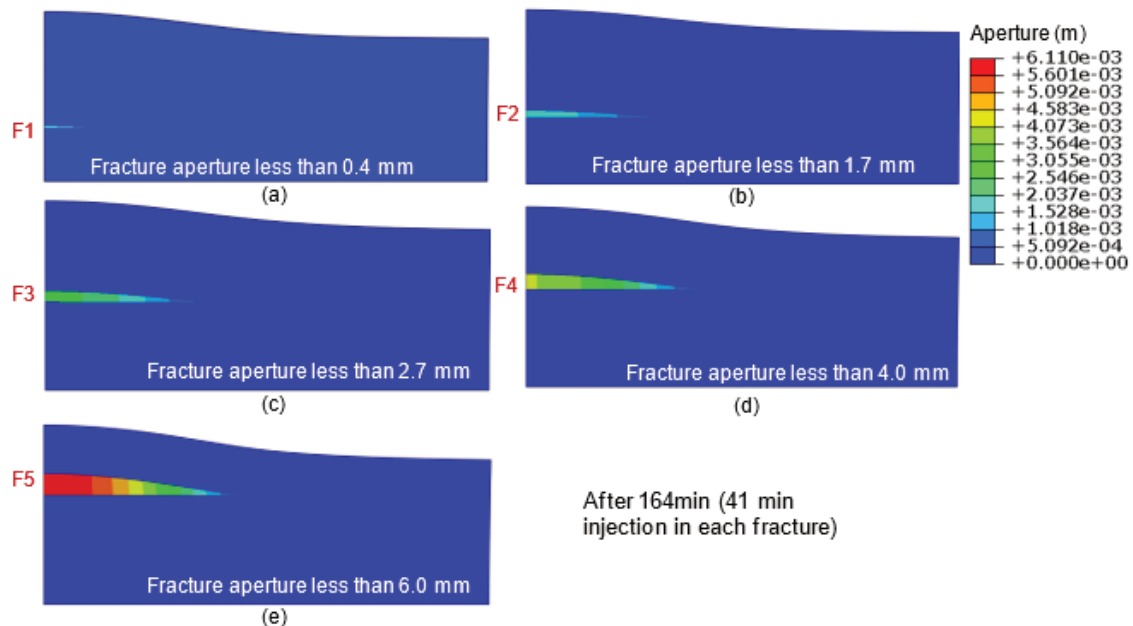 F1
Fracture aperture less than 0.4 mm
(a)
F2
Fracture aperture less than 1.7 mm
(b)
Aperture (m)
+6.110e-03
+5.601e-03
+5.092e-03
+4.583e-03
+4.073e-03
+3.564e-03
+3.055e-03
+2.546e-03
+2.037e-03
+1.528e-03
+1.018e-03
+5.092e-04
+0.000e+00
F3
Fracture aperture less than 2.7 mm
(c)
F4
Fracture aperture less than 4.0 mm
(d)
F5
Fracture aperture less than 6.0 mm
(e)
After 164min (41 min
injection in each fracture)